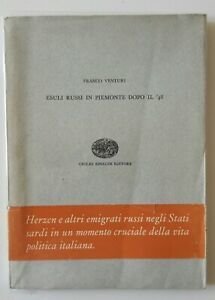 FRANCO VENTURI
ESULI RUSSI IN PIEMONTE DOPO IL '48
GIULIO EINAUDI EDITORE
Herzen e altri emigrati russi negli Stati
sardi in un momento cruciale della vita
politica italiana.